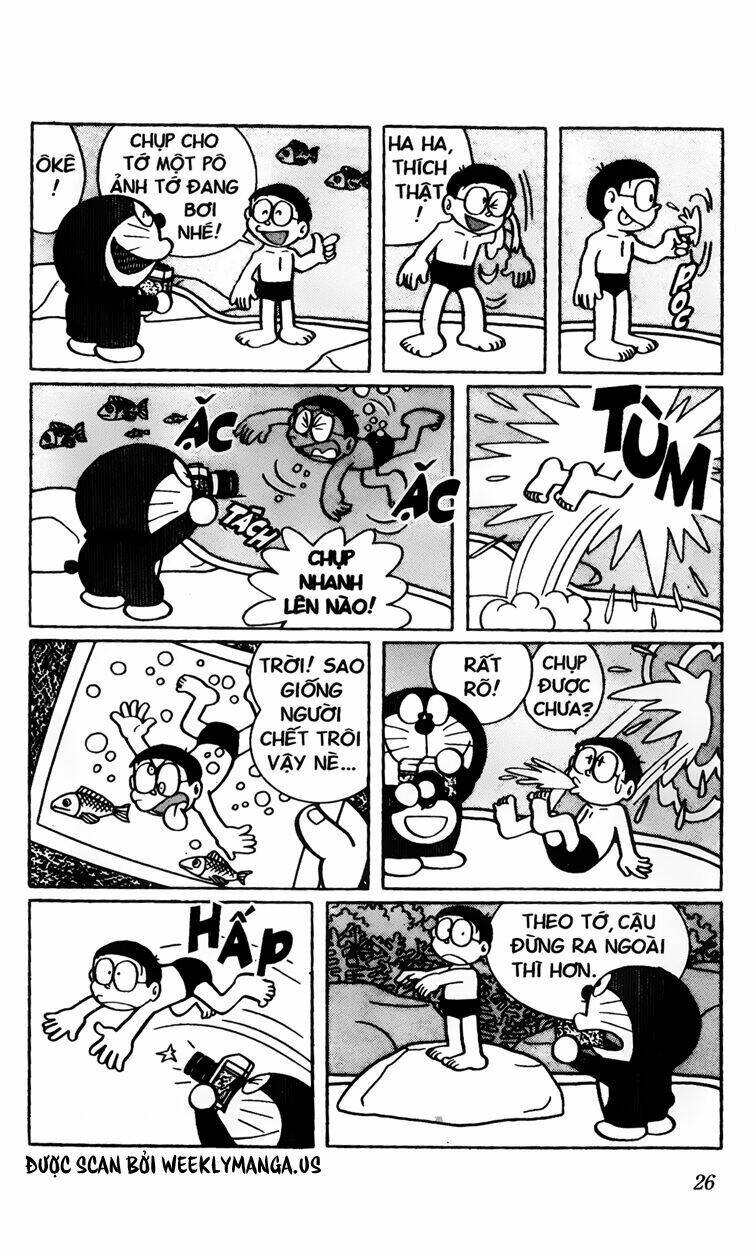 ÔKÊ
!
CHỤP CHO
TỚ MỘT PÔ
ẢNH TỚ ĐANG
BƠI
NHÉ!
HA HA,
THÍCH
THẬT
!
POC
ẶC
ẶC
TÁCH
CHỤP
NHANH
LÊN NÀO!
TÙM
TRỜI! SAO
GIỐNG
NGƯỜI
CHẾT TRÔI
VẬY NÈ...
RẤT
RÕ!
CHỤP
ĐƯỢC
CHƯA?
HẤP
THEO TỚ, CẬU
ĐỪNG RA NGOÀI
THÌ HƠN.
ĐƯỢC SCAN BỞI WEEKLYMANGA.US
26